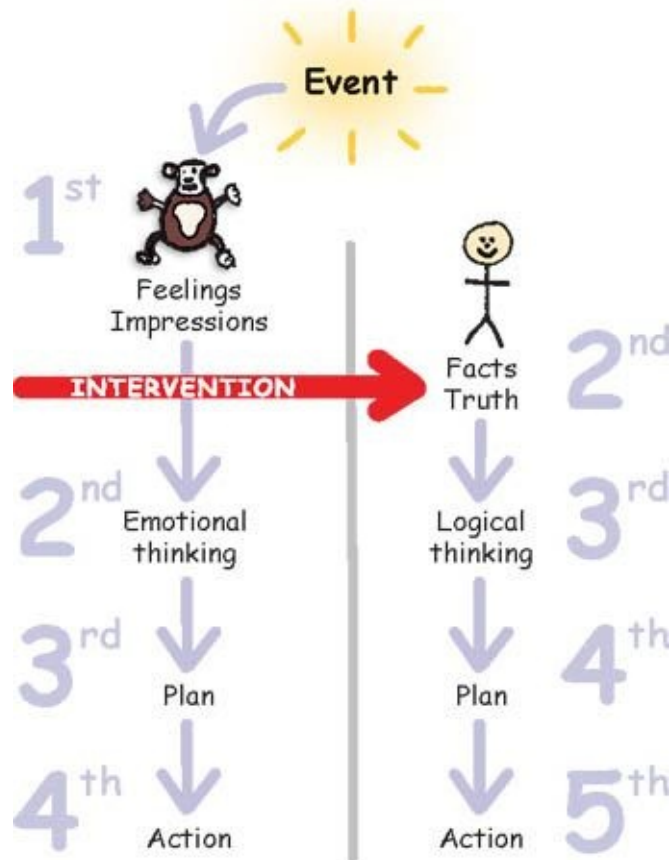 Event
1st
Feelings
Impressions
INTERVENTION
Facts
Truth
2nd
2nd
Emotional
thinking
Logical
thinking
3rd
3rd
Plan
Plan
4th
4th
Action
Action
5th